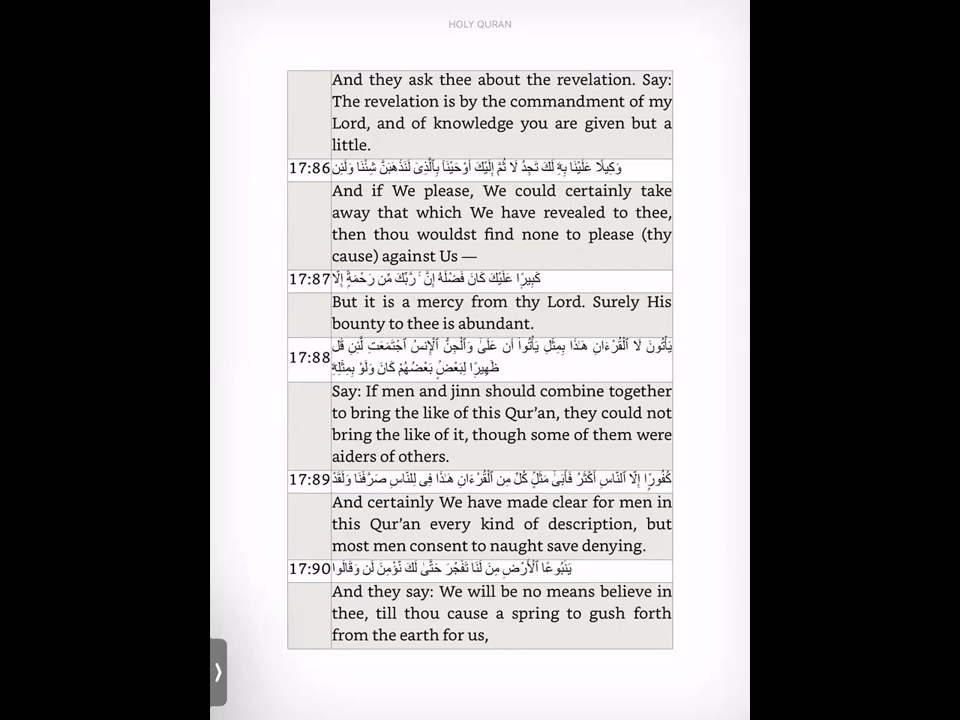 HOLY QURAN
And they ask thee about the revelation. Say:
The revelation is by the commandment of my
Lord, and of knowledge you are given but a
little.
17:86 وَكِيلًا عَلَيْنَا بِهِۦ لَكَ تَجِدُ لَا ثُمَّ إِلَيْكَ أَوْحَيْنَآ بِٱلَّذِىٓ لَنَذْهَبَنَّ شِئْنَا وَلَئِن
And if We please, We could certainly take
away that which We have revealed to thee,
then thou wouldst find none to please (thy
cause) against Us —
17:87 كَبِيرًا عَلَيْكَ كَانَ فَضْلَهُۥ إِنَّ ۚ رَّبِّكَ مِّن رَحْمَةً إِلَّا
But it is a mercy from thy Lord. Surely His
bounty to thee is abundant.
يَأْتُونَ لَا ٱلْقُرْءَانِ هَـٰذَا بِمِثْلِ يَأْتُوا۟ أَن عَلَىٰٓ وَٱلْجِنُّ ٱلْإِنسُ ٱجْتَمَعَتِ لَّئِنِ قُل
17:88
ظَهِيرًا لِبَعْضٍ بَعْضُهُمْ كَانَ وَلَوْ بِمِثْلِهِۦ
Say: If men and jinn should combine together
to bring the like of this Qur’an, they could not
bring the like of it, though some of them were
aiders of others.
17:89 كُفُورًا إِلَّا ٱلنَّاسِ أَكْثَرُ فَأَبَىٰٓ مَثَلٍ كُلِّ مِن ٱلْقُرْءَانِ هَـٰذَا فِى لِلنَّاسِ صَرَّفْنَا وَلَقَدْ
And certainly We have made clear for men in
this Qur’an every kind of description, but
most men consent to naught save denying.
17:90 يَنۢبُوعًا ٱلْأَرْضِ مِنَ لَنَا تَفْجُرَ حَتَّىٰ لَكَ نُّؤْمِنَ لَن وَقَالُوا۟
And they say: We will be no means believe in
thee, till thou cause a spring to gush forth
from the earth for us,